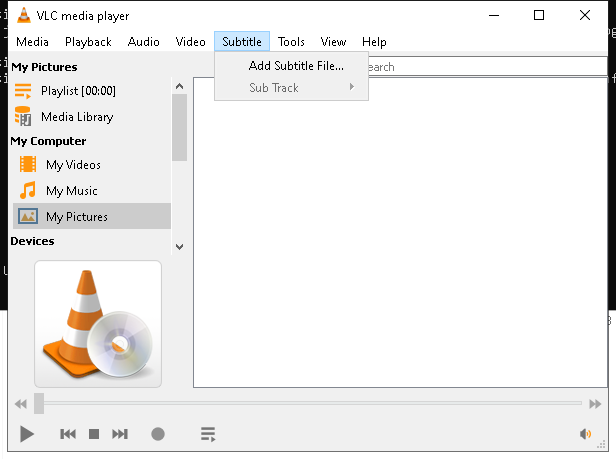 VLC media player
Media Playback Audio Video Subtitle Tools View Help
Add Subtitle File...
Sub Track
earch
My Pictures
Playlist [00:00]
Media Library
My Computer
My Videos
My Music
My Pictures
Devices